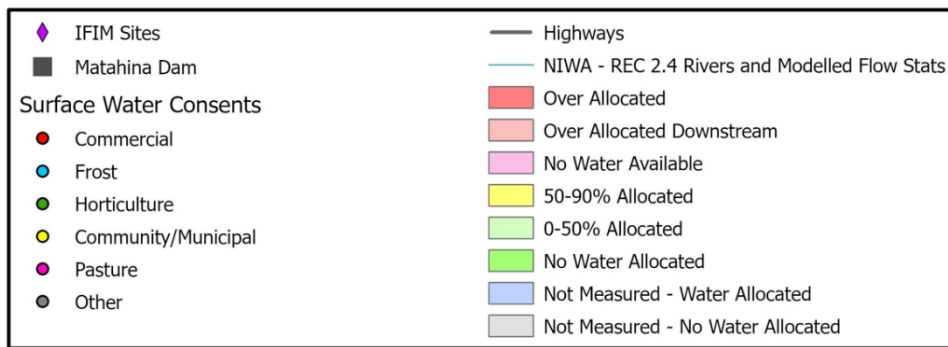 IFIM Sites
Matahina Dam
Surface Water Consents
Commercial
Frost
Horticulture
Community/Municipal
Pasture
Other
Highways
NIWA - REC 2.4 Rivers and Modelled Flow Stats
Over Allocated
Over Allocated Downstream
No Water Available
50-90% Allocated
0-50% Allocated
No Water Allocated
Not Measured - Water Allocated
Not Measured - No Water Allocated